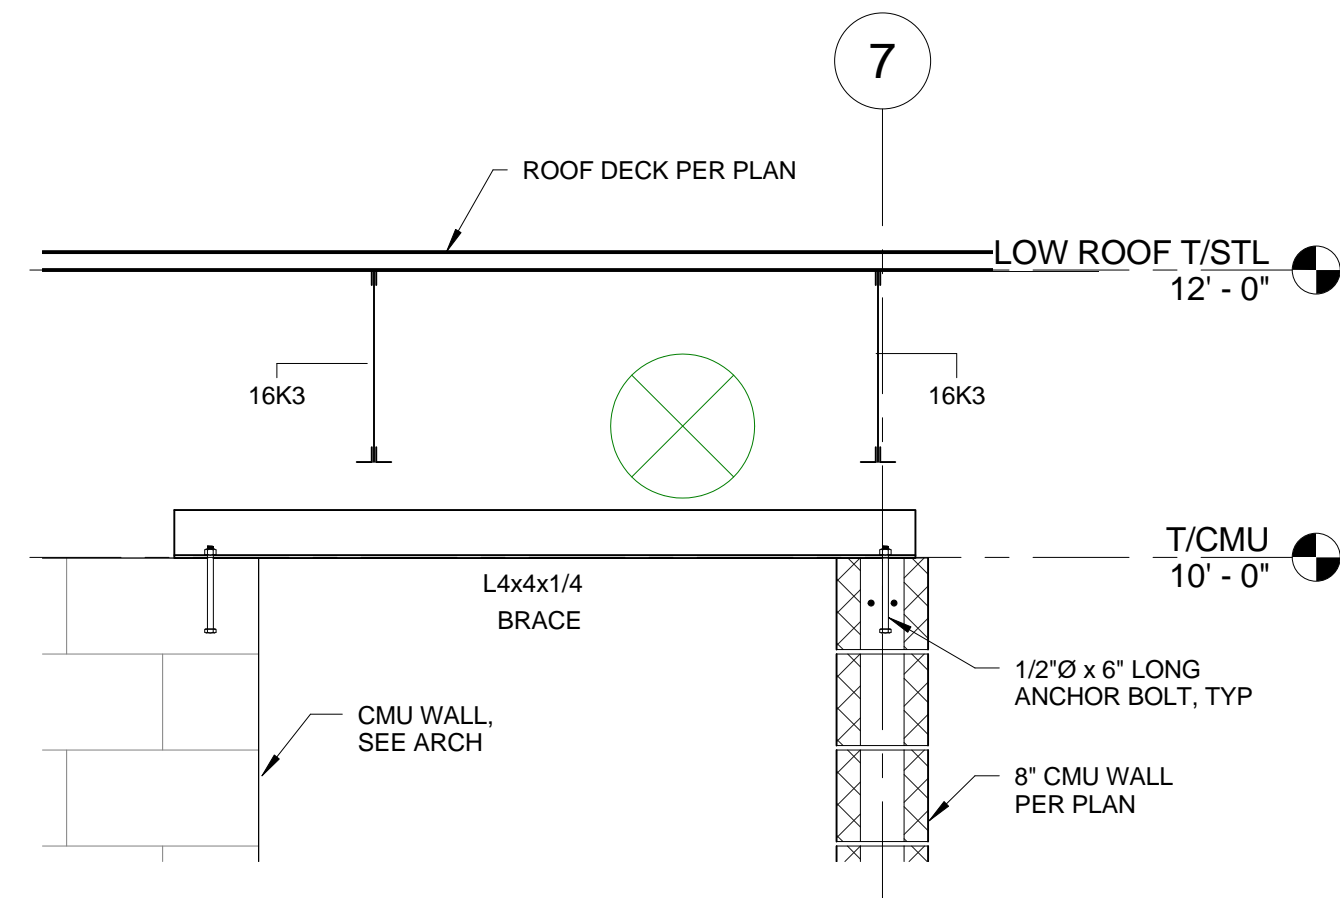 7
ROOF DECK PER PLAN
LOW ROOF T/STL
12' - 0"
16K3
16K3
T/CMU
10' - 0"
L4x4x1/4
BRACE
1/2"Ø x 6" LONG
ANCHOR BOLT, TYP
CMU WALL,
SEE ARCH
8" CMU WALL
PER PLAN